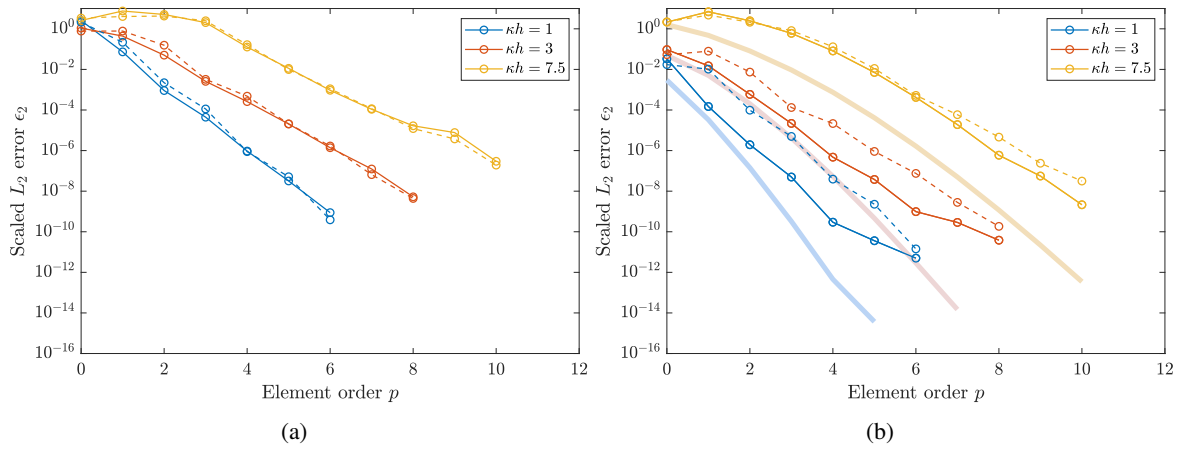 10^0
10^-2
10^-4
10^-6
10^-8
10^-10
10^-12
10^-14
10^-16
0 2 4 6 8 10 12
Scaled L_2 error ϵ_2
Element order p
κh = 1
κh = 3
κh = 7.5
(a)
10^0
10^-2
10^-4
10^-6
10^-8
10^-10
10^-12
10^-14
10^-16
0 2 4 6 8 10 12
Scaled L_2 error ϵ_2
Element order p
κh = 1
κh = 3
κh = 7.5
(b)